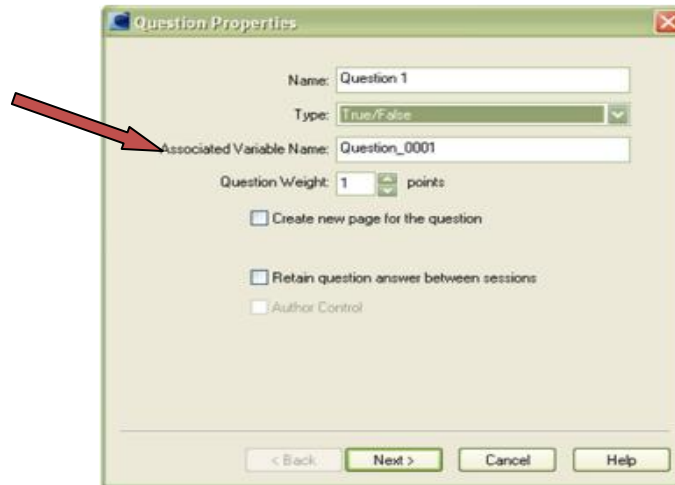 Question Properties
Name: Question 1
Type: True/False
Associated Variable Name: Question_0001
Question Weight: 1 points
Create new page for the question
Retain question answer between sessions
Author Control
< Back Next > Cancel Help